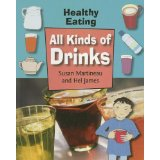 Healthy
Eating
All Kinds of
Drinks
Susan Martineau
and Hel James